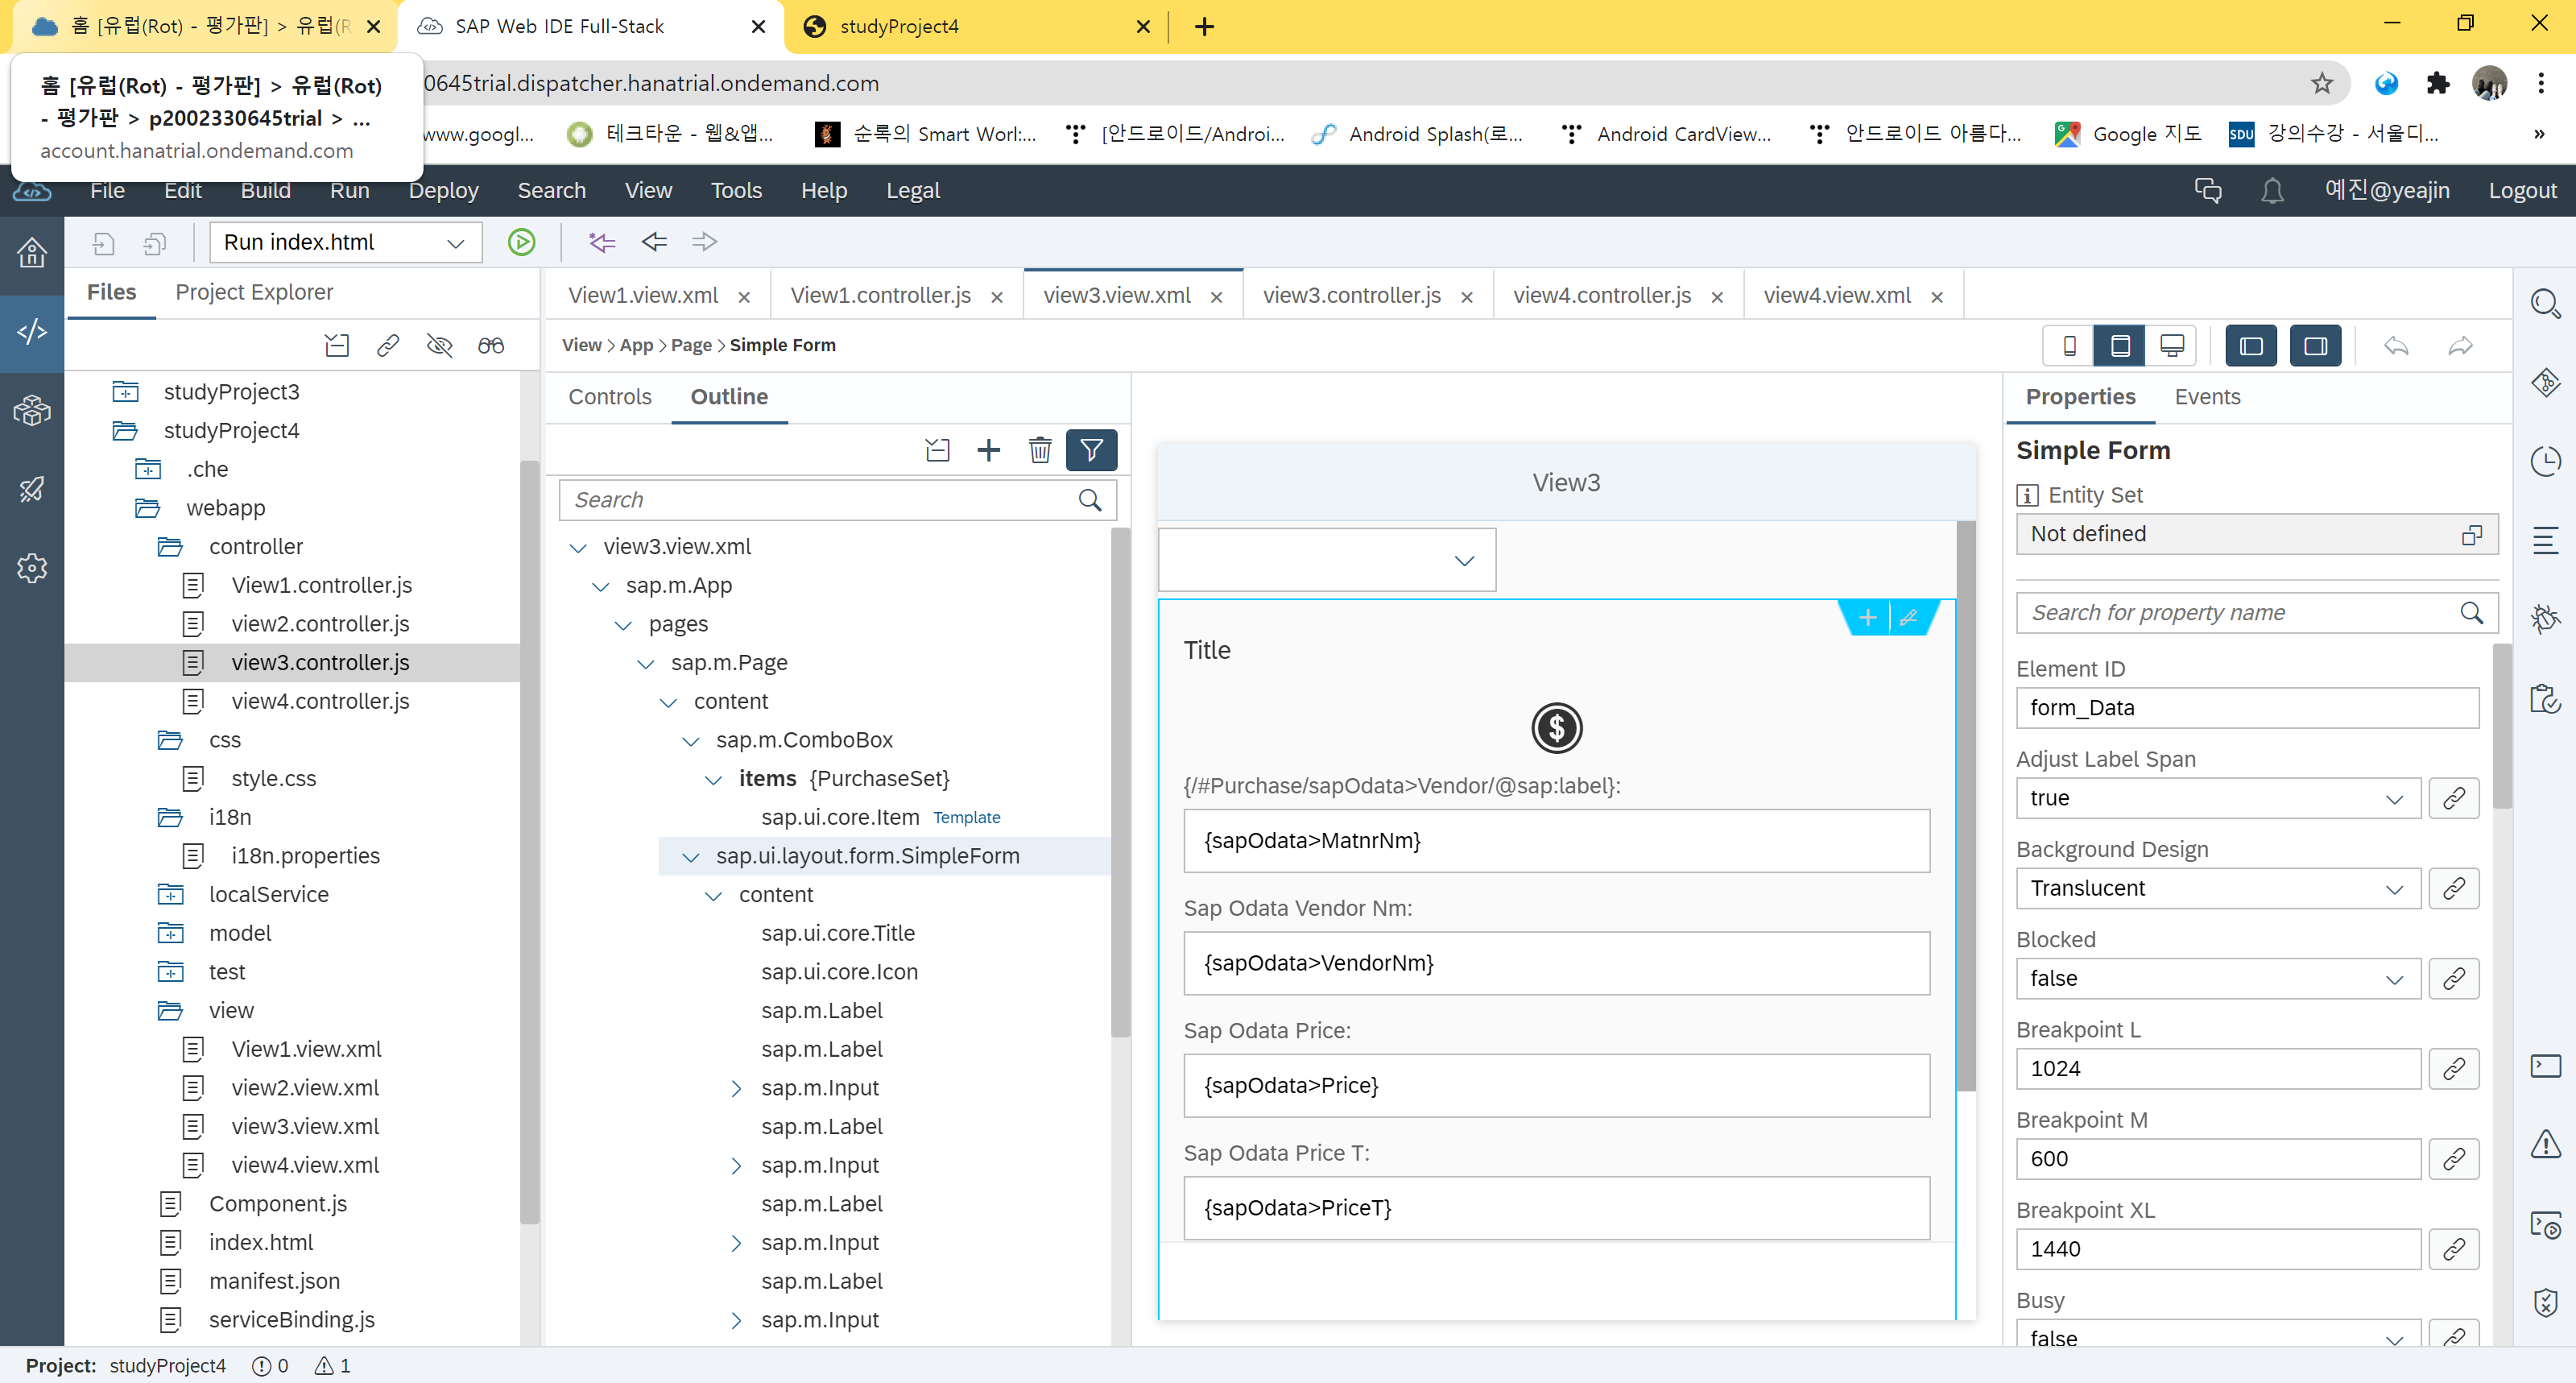 홈 [유럽(Rot) - 평가판] > 유럽(R
SAP Web IDE Full-Stack
studyProject4
홈 [유럽(Rot) - 평가판] > 유럽(Rot)
- 평가판 > p2002330645trial > ...
account.hanatrial.ondemand.com
0645trial.dispatcher.hanatrial.ondemand.com
www.googl...
테크타운 - 웹&앱...
순록의 Smart Worl:...
[안드로이드/Androi...
Android Splash(로...
Android CardView...
안드로이드 아름다...
Google 지도
SDU
강의수강 - 서울디...
»
File
Edit
Build
Run
Deploy
Search
View
Tools
Help
Legal
예진@yeajin
Logout
Run index.html
Files
Project Explorer
studyProject3
studyProject4
.che
webapp
controller
View1.controller.js
view2.controller.js
view3.controller.js
view4.controller.js
css
style.css
i18n
i18n.properties
localService
model
test
view
View1.view.xml
view2.view.xml
view3.view.xml
view4.view.xml
Component.js
index.html
manifest.json
serviceBinding.js
View1.view.xml
View1.controller.js
view3.view.xml
view3.controller.js
view4.controller.js
view4.view.xml
View > App > Page > Simple Form
Controls
Outline
Search
view3.view.xml
sap.m.App
pages
sap.m.Page
content
sap.m.ComboBox
items {PurchaseSet}
sap.ui.core.Item Template
sap.ui.layout.form.SimpleForm
content
sap.ui.core.Title
sap.ui.core.Icon
sap.m.Label
sap.m.Label
sap.m.Input
sap.m.Label
sap.m.Input
sap.m.Label
sap.m.Input
sap.m.Label
sap.m.Input
View3
Title
$
{/#Purchase/sapOdata>Vendor/@sap:label}:
{sapOdata>MatnrNm}
Sap Odata Vendor Nm:
{sapOdata>VendorNm}
Sap Odata Price:
{sapOdata>Price}
Sap Odata Price T:
{sapOdata>PriceT}
Properties
Events
Simple Form
Entity Set
Not defined
Search for property name
Element ID
form_Data
Adjust Label Span
true
Background Design
Translucent
Blocked
false
Breakpoint L
1024
Breakpoint M
600
Breakpoint XL
1440
Busy
false
Project: studyProject4
0
1